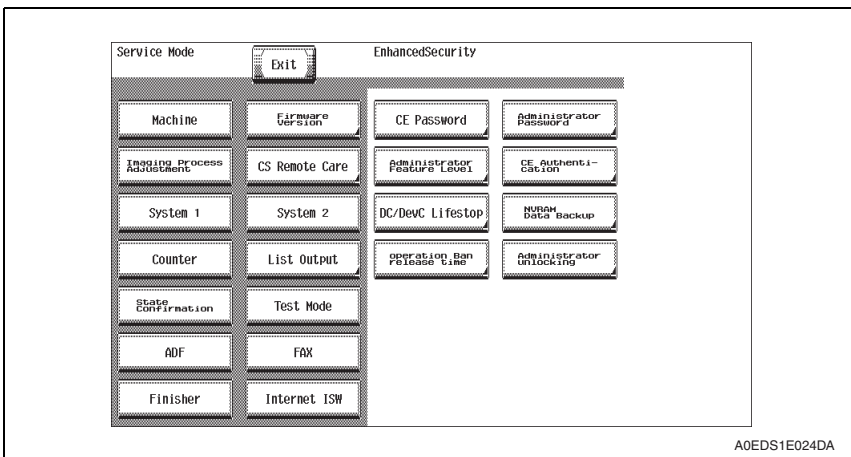 Service Mode
Exit
EnhancedSecurity
Machine
Firmware
Version
CE Password
Administrator
Password
Imaging Process
Adjustment
CS Remote Care
Administrator
Feature Level
CE Authenti-
cation
System 1
System 2
DC/DevC Lifestop
NVRAM
Data Backup
Counter
List Output
operation Ban
release time
Administrator
unlocking
State
Confirmation
Test Mode
ADF
FAX
Finisher
Internet ISW
A0EDS1E024DA